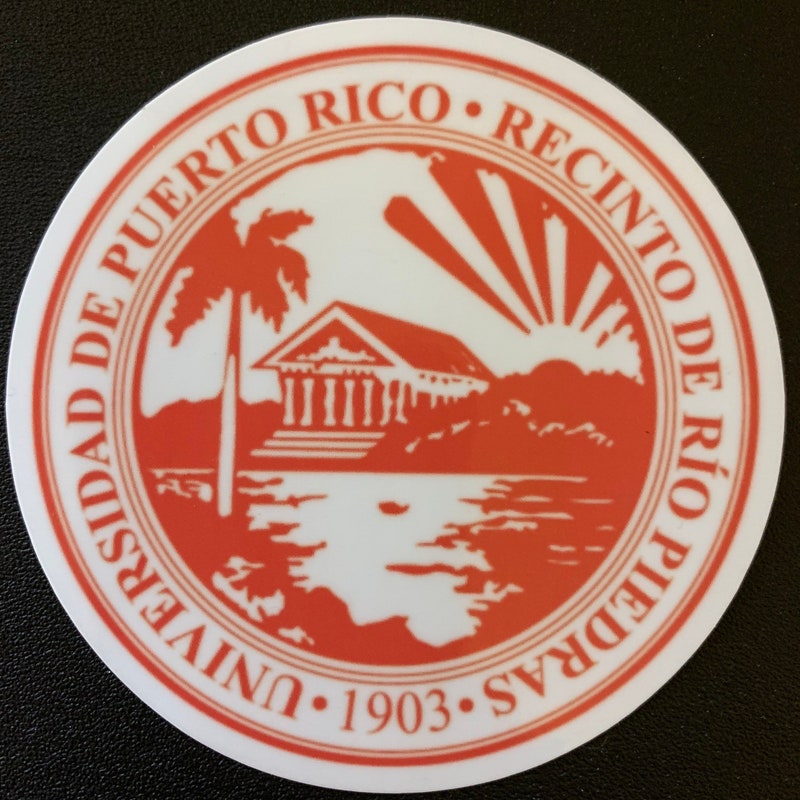 UNIVERSIDAD DE PUERTO RICO • RECINTO DE RÍO PIEDRAS
• 1903 •